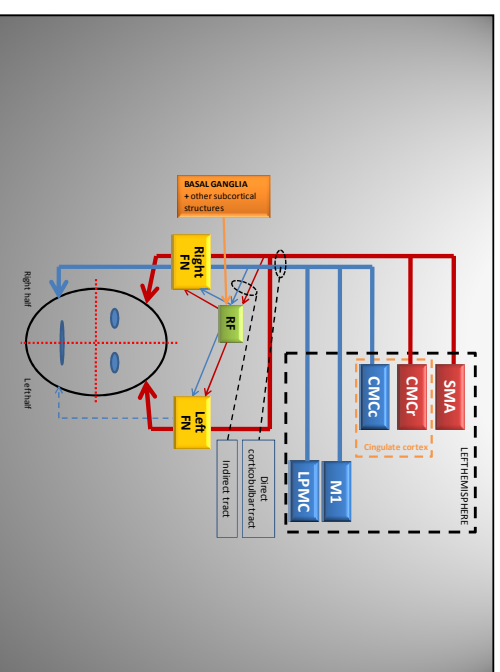 LEFT HEMISPHERE
SMA
CMCr
CMCc
Cingulate cortex
M1
LPMC
Direct
corticobulbar tract
Indirect tract
BASAL GANGLIA
+ other subcortical
structures
RF
Right
FN
Left
FN
Right half
Left half